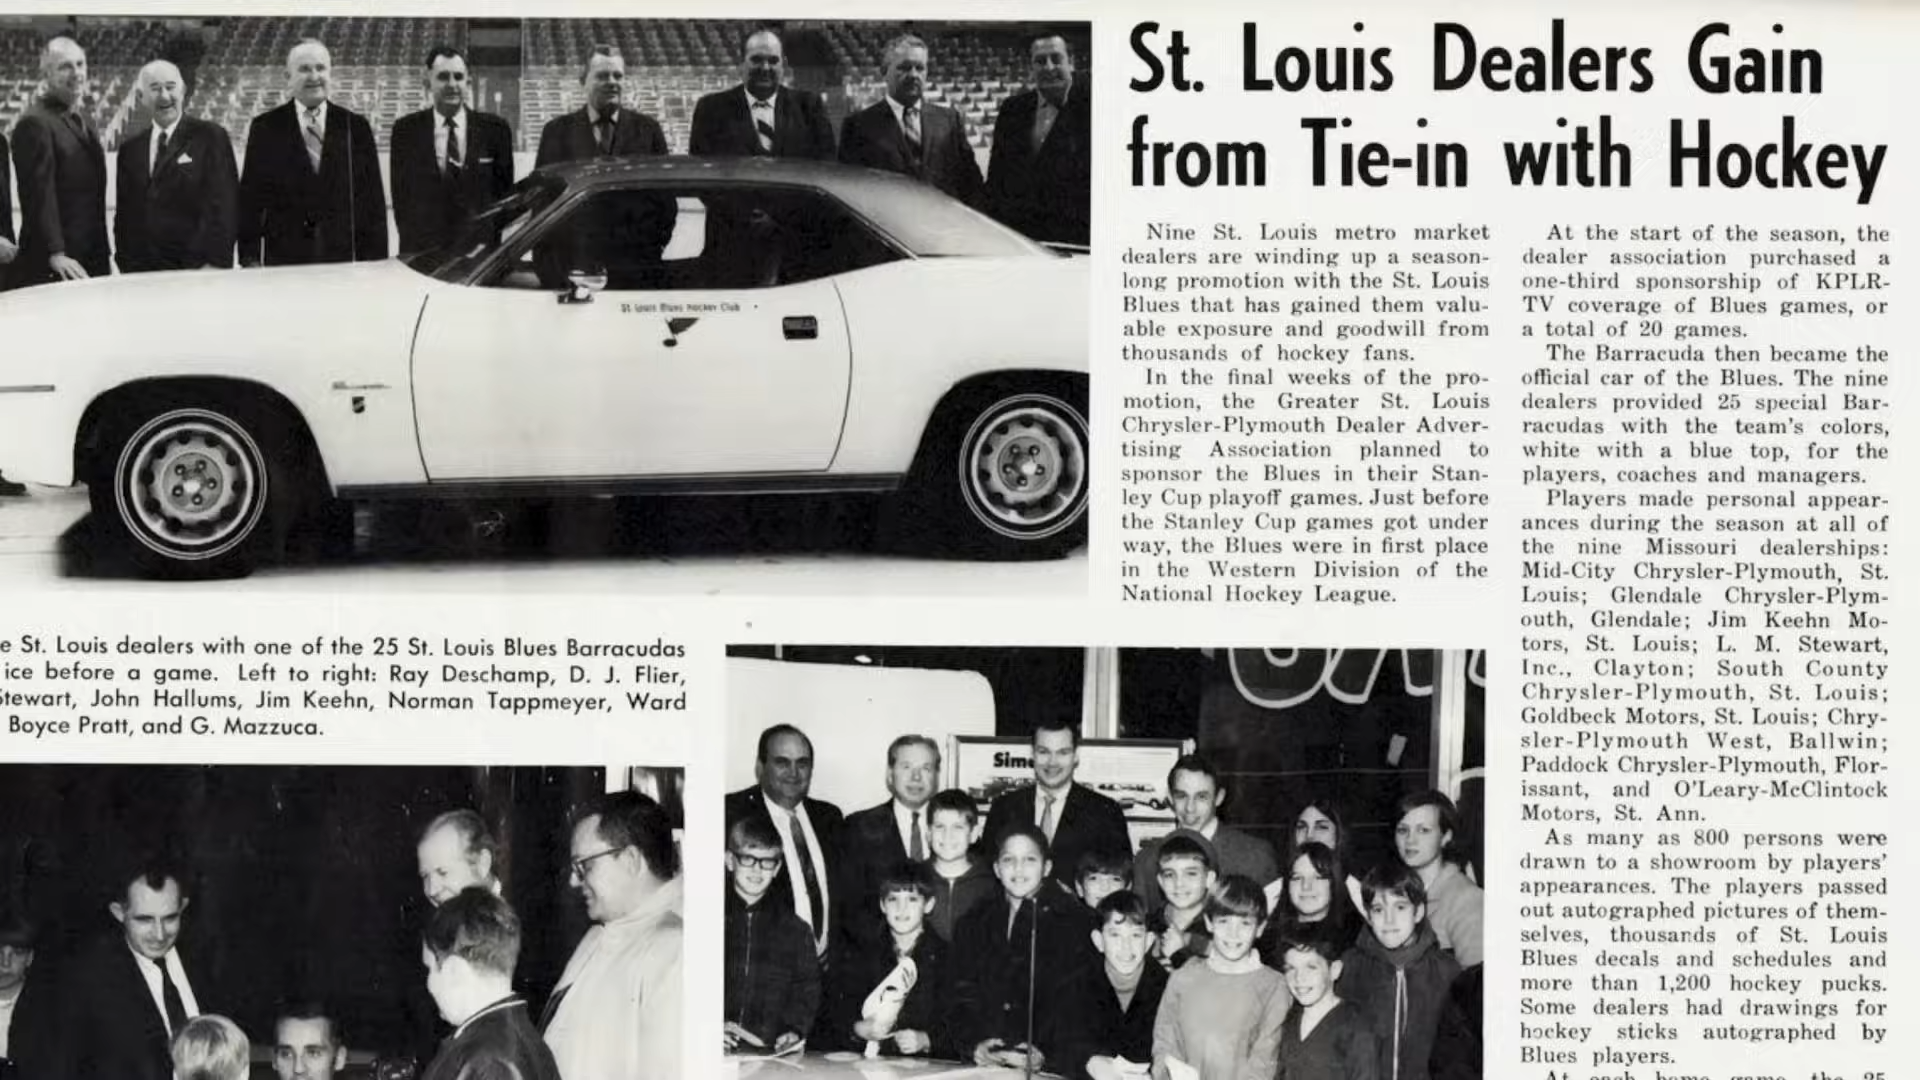 St. Louis Dealers Gain
from Tie-in with Hockey
Nine St. Louis metro market
dealers are winding up a season-
long promotion with the St. Louis
Blues that has gained them valu-
able exposure and goodwill from
thousands of hockey fans.
In the final weeks of the pro-
motion, the Greater St. Louis
Chrysler-Plymouth Dealer Adver-
tising Association planned to
sponsor the Blues in their Stan-
ley Cup playoff games. Just before
the Stanley Cup games got under
way, the Blues were in first place
in the Western Division of the
National Hockey League.
At the start of the season, the
dealer association purchased a
one-third sponsorship of KPLR-
TV coverage of Blues games, or
a total of 20 games.
The Barracuda then became the
official car of the Blues. The nine
dealers provided 25 special Bar-
racudas with the team's colors,
white with a blue top, for the
players, coaches and managers.
Players made personal appear-
ances during the season at all of
the nine Missouri dealerships:
Mid-City Chrysler-Plymouth, St.
Louis; Glendale Chrysler-Plym-
outh, Glendale; Jim Keehn Mo-
tors, St. Louis; L. M. Stewart,
Inc., Clayton; South County
Chrysler-Plymouth, St. Louis;
Goldbeck Motors, St. Louis; Chry-
sler-Plymouth West, Ballwin;
Paddock Chrysler-Plymouth, Flor-
issant, and O'Leary-McClintock
Motors, St. Ann.
As many as 800 persons were
drawn to a showroom by players'
appearances. The players passed
out autographed pictures of them-
selves, thousands of St. Louis
Blues decals and schedules and
more than 1,200 hockey pucks.
Some dealers had drawings for
hockey sticks autographed by
Blues players.
At each home game, the 25
St Louis Blues Hockey Club
e St. Louis dealers with one of the 25 St. Louis Blues Barracudas
ice before a game. Left to right: Ray Deschamp, D. J. Flier,
Stewart, John Hallums, Jim Keehn, Norman Tappmeyer, Ward
Boyce Pratt, and G. Mazzuca.
Simc